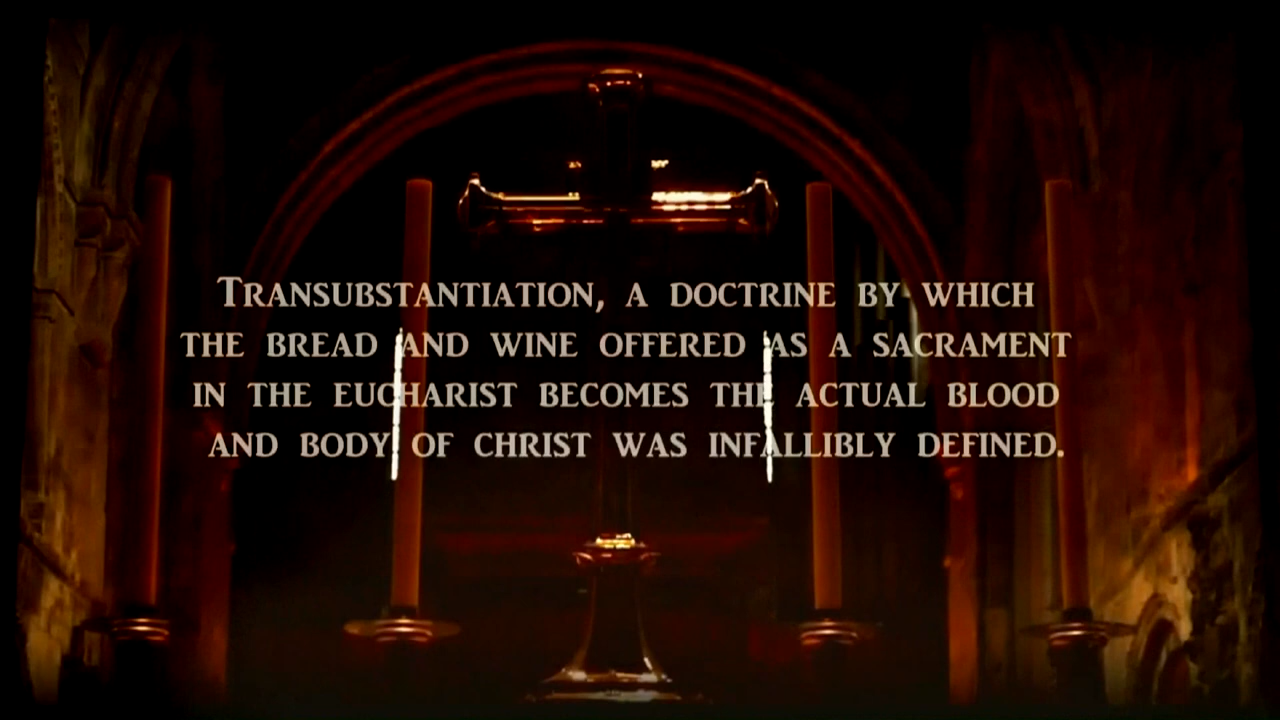 Transubstantiation, a doctrine by which
the bread and wine offered as a sacrament
in the eucharist becomes the actual blood
and body of christ was infallibly defined.